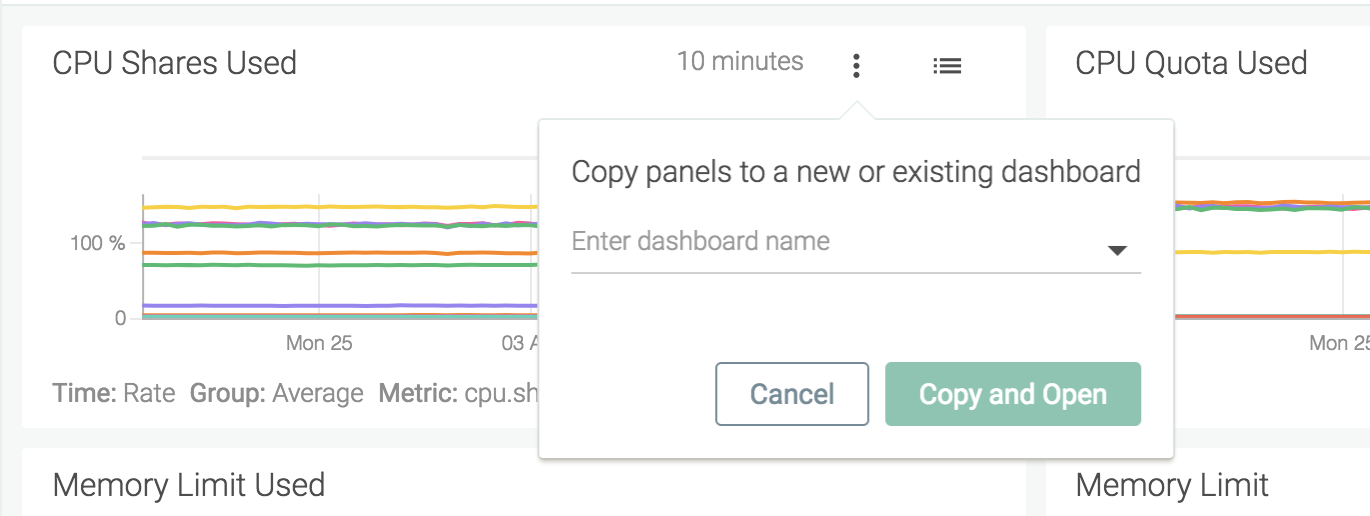 CPU Shares Used
10 minutes
CPU Quota Used
Copy panels to a new or existing dashboard
Enter dashboard name
100 %
0
Mon 25
03
Mon 25
Time: Rate Group: Average Metric: cpu.sh
Cancel
Copy and Open
Memory Limit Used
Memory Limit